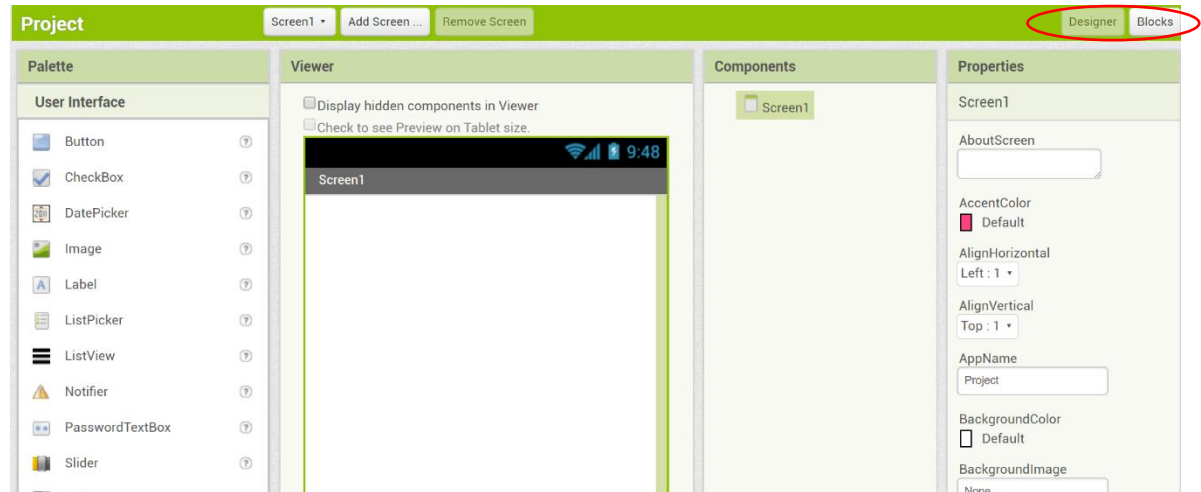 Project
Screen1
Add Screen ...
Remove Screen
Designer
Blocks
Palette
User Interface
Button
CheckBox
DatePicker
Image
Label
ListPicker
ListView
Notifier
PasswordTextBox
Slider
Viewer
Display hidden components in Viewer
Check to see Preview on Tablet size.
9:48
Screen1
Components
Screen1
Properties
Screen1
AboutScreen
AccentColor
Default
AlignHorizontal
Left : 1
AlignVertical
Top : 1
AppName
Project
BackgroundColor
Default
BackgroundImage
None